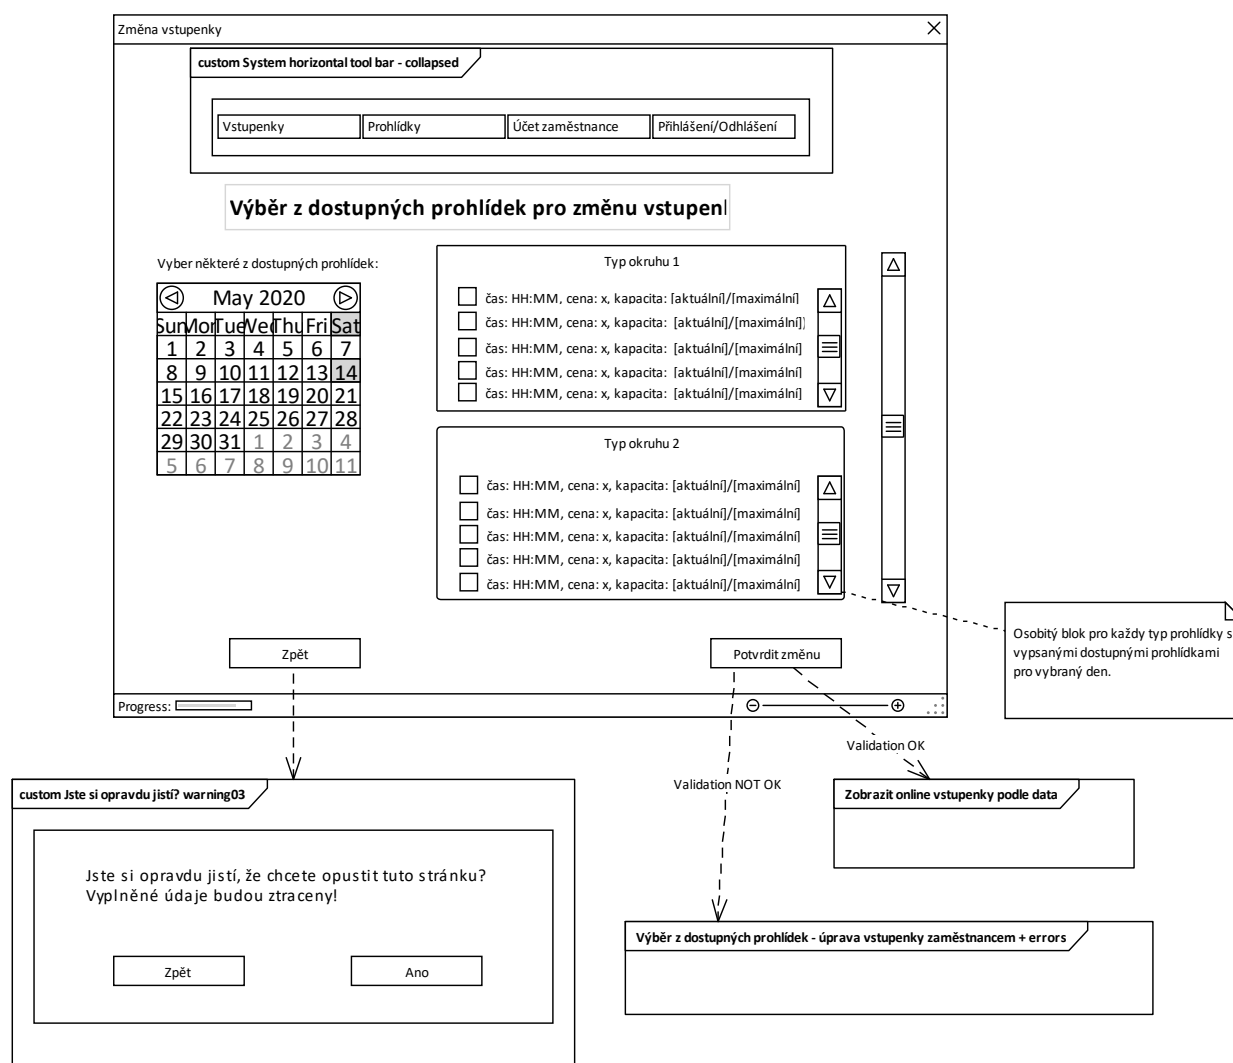 Změna vstupenky
custom System horizontal tool bar - collapsed
Vstupenky Prohlídky Účet zaměstnance Přihlášení/Odhlášení
Výběr z dostupných prohlídek pro změnu vstupenl
Vyber některé z dostupných prohlídek:
May 2020
Sun Mon Tue Wed Thu Fri Sat
1 2 3 4 5 6 7
8 9 10 11 12 13 14
15 16 17 18 19 20 21
22 23 24 25 26 27 28
29 30 31 1 2 3 4
5 6 7 8 9 10 11
Typ okruhu 1
čas: HH:MM, cena: x, kapacita: [aktuální]/[maximální]
čas: HH:MM, cena: x, kapacita: [aktuální]/[maximální])
čas: HH:MM, cena: x, kapacita: [aktuální]/[maximální]
čas: HH:MM, cena: x, kapacita: [aktuální]/[maximální]
čas: HH:MM, cena: x, kapacita: [aktuální]/[maximální]
Typ okruhu 2
čas: HH:MM, cena: x, kapacita: [aktuální]/[maximální]
čas: HH:MM, cena: x, kapacita: [aktuální]/[maximální]
čas: HH:MM, cena: x, kapacita: [aktuální]/[maximální]
čas: HH:MM, cena: x, kapacita: [aktuální]/[maximální]
čas: HH:MM, cena: x, kapacita: [aktuální]/[maximální]
Osobitý blok pro každy typ prohlídky s
vypsanými dostupnými prohlídkami
pro vybraný den.
Zpět
Potvrdit změnu
Progress:
Validation OK
Validation NOT OK
custom Jste si opravdu jistí? warning03
Jste si opravdu jistí, že chcete opustit tuto stránku?
Vyplněné údaje budou ztraceny!
Zpět
Ano
Zobrazit online vstupenky podle data
Výběr z dostupných prohlídek - úprava vstupenky zaměstnancem + errors